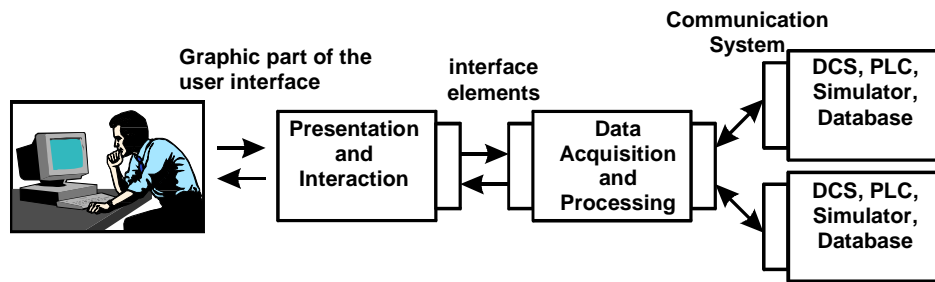 Communication
System
Graphic part of the
user interface
interface
elements
Presentation
and
Interaction
Data
Acquisition
and
Processing
DCS, PLC,
Simulator,
Database
DCS, PLC,
Simulator,
Database